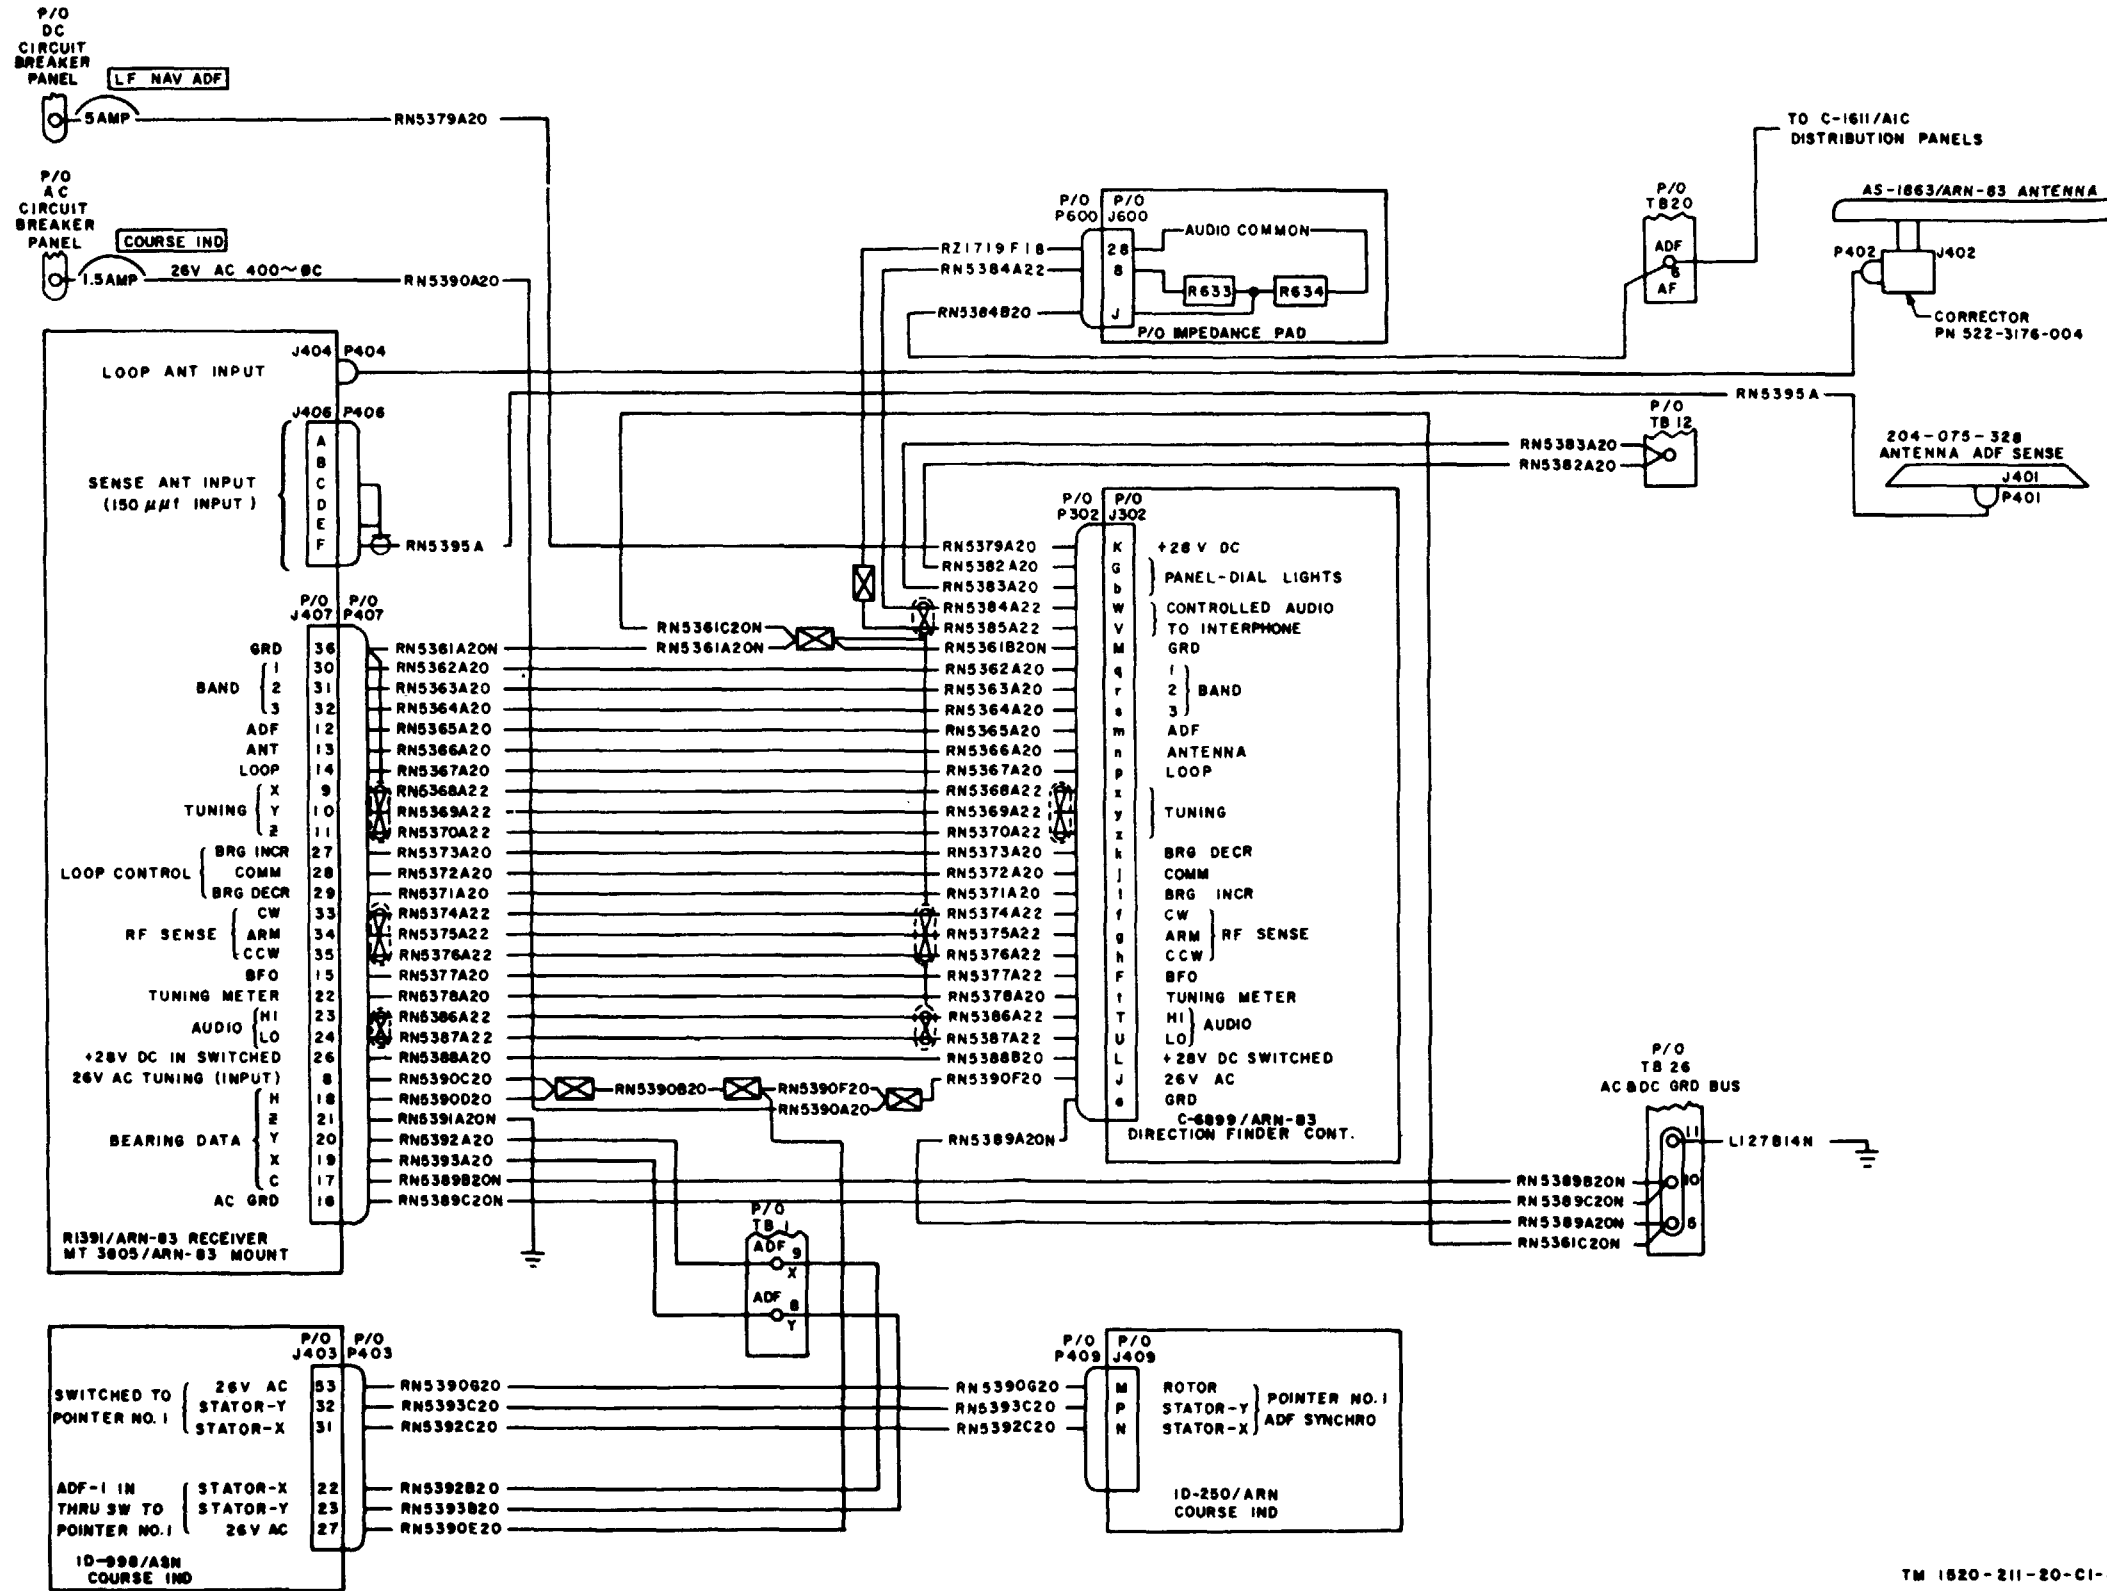 P/O
DC
CIRCUIT
BREAKER
PANEL
LF NAV ADF
5 AMP
RN5379A20
P/O
AC
CIRCUIT
BREAKER
PANEL
COURSE IND
1.5 AMP
26V AC 400~ØC
RN5390A20
TO C-1611/AIC
DISTRIBUTION PANELS
P/O
TB20
ADF
6
AF
AS-1863/ARN-83 ANTENNA
P402
J402
CORRECTOR
PN 522-3176-004
P/O P/O
P600 J600
RZ1719F18
RN5384A22
RN5384B20
28
8
J
AUDIO COMMON
R633
R634
P/O IMPEDANCE PAD
J404 P404
LOOP ANT INPUT
J406 P406
A
B
C
D
E
F
SENSE ANT INPUT
(150 µµf INPUT)
RN5395A
RN5395A
P/O
TB12
RN5383A20
RN5382A20
204-075-328
ANTENNA ADF SENSE
J401
P401
P/O P/O
P302 J302
RN5379A20 K +28 V DC
RN5382A20 G
PANEL-DIAL LIGHTS
RN5383A20 b
RN5384A22 W CONTROLLED AUDIO
RN5385A22 V TO INTERPHONE
RN5361B20N M GRD
RN5362A20 q 1
RN5363A20 r 2 BAND
RN5364A20 s 3
RN5365A20 m ADF
RN5366A20 n ANTENNA
RN5367A20 p LOOP
RN5368A22 x
RN5369A22 y TUNING
RN5370A22 z
RN5373A20 k BRG DECR
RN5372A20 j COMM
RN5371A20 BRG INCR
RN5374A22 f CW
RN5375A22 g ARM RF SENSE
RN5376A22 h CCW
RN5377A22 F BFO
RN5378A20 t TUNING METER
RN5386A22 T HI
AUDIO
RN5387A22 U LO
RN5388B20 L +28V DC SWITCHED
RN5390F20 J 26V AC
GRD
RN5389A20N
C-6899/ARN-83
DIRECTION FINDER CONT.
P/O P/O
J407 P407
RN5361C20N
RN5361A20N
GRD 36 RN5361A20N
1 30 RN5362A20
BAND 2 31 RN5363A20
3 32 RN5364A20
ADF 12 RN5365A20
ANT 13 RN5366A20
LOOP 14 RN5367A20
X 9 RN5368A22
TUNING Y 10 RN5369A22
Z 11 RN5370A22
BRG INCR 27 RN5373A20
LOOP CONTROL COMM 28 RN5372A20
BRG DECR 29 RN5371A20
CW 33 RN5374A22
RF SENSE ARM 34 RN5375A22
CCW 35 RN5376A22
BFO 15 RN5377A20
TUNING METER 22 RN5378A20
HI 23 RN5386A22
AUDIO
LO 24 RN5387A22
+28V DC IN SWITCHED 26 RN5388A20
26V AC TUNING (INPUT) 8 RN5390C20
RN5390B20
RN5390F20
RN5390A20
H 18 RN5390D20
Z 21 RN5391A20N
BEARING DATA Y 20 RN5392A20
X 19 RN5393A20
C 17 RN5389B20N
AC GRD 16 RN5389C20N
R1391/ARN-83 RECEIVER
MT 3605/ARN-83 MOUNT
P/O
TB 26
AC & DC GRD BUS
11
L127B14N
10
6
RN5389B20N
RN5389C20N
RN5389A20N
RN5361C20N
P/O
TB 1
ADF 9
X
ADF 8
Y
P/O P/O
J403 P403
26V AC 53 RN5390G20
SWITCHED TO
STATOR-Y 32 RN5393C20
POINTER NO. 1
STATOR-X 31 RN5392C20
ADF-1 IN STATOR-X 22 RN5392B20
THRU SW TO STATOR-Y 23 RN5393B20
POINTER NO. 1 26V AC 27 RN5390E20
ID-998/ASN
COURSE IND
P/O P/O
P409 J409
RN5390G20 M ROTOR
POINTER NO. 1
RN5393C20 P STATOR-Y
ADF SYNCHRO
RN5392C20 N STATOR-X
ID-250/ARN
COURSE IND
TM 1520-211-20-C1-